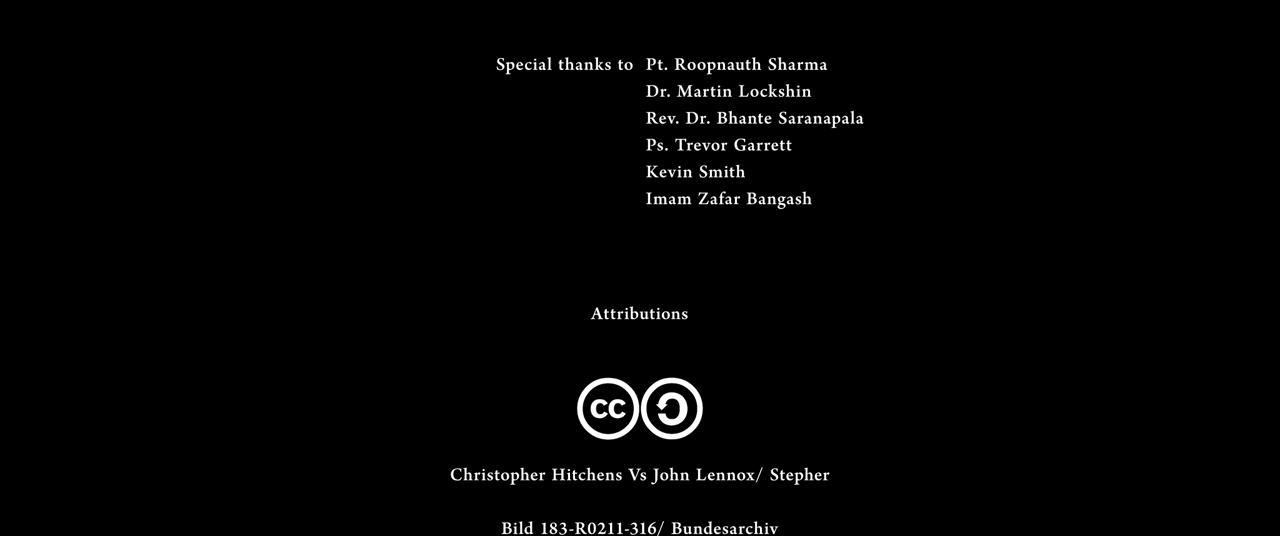 Special thanks to Pt. Roopnauth Sharma
Dr. Martin Lockshin
Rev. Dr. Bhante Saranapala
Ps. Trevor Garrett
Kevin Smith
Imam Zafar Bangash
Attributions
cc
Christopher Hitchens Vs John Lennox/ Stepher
Bild 183-R0211-316/ Bundesarchiv